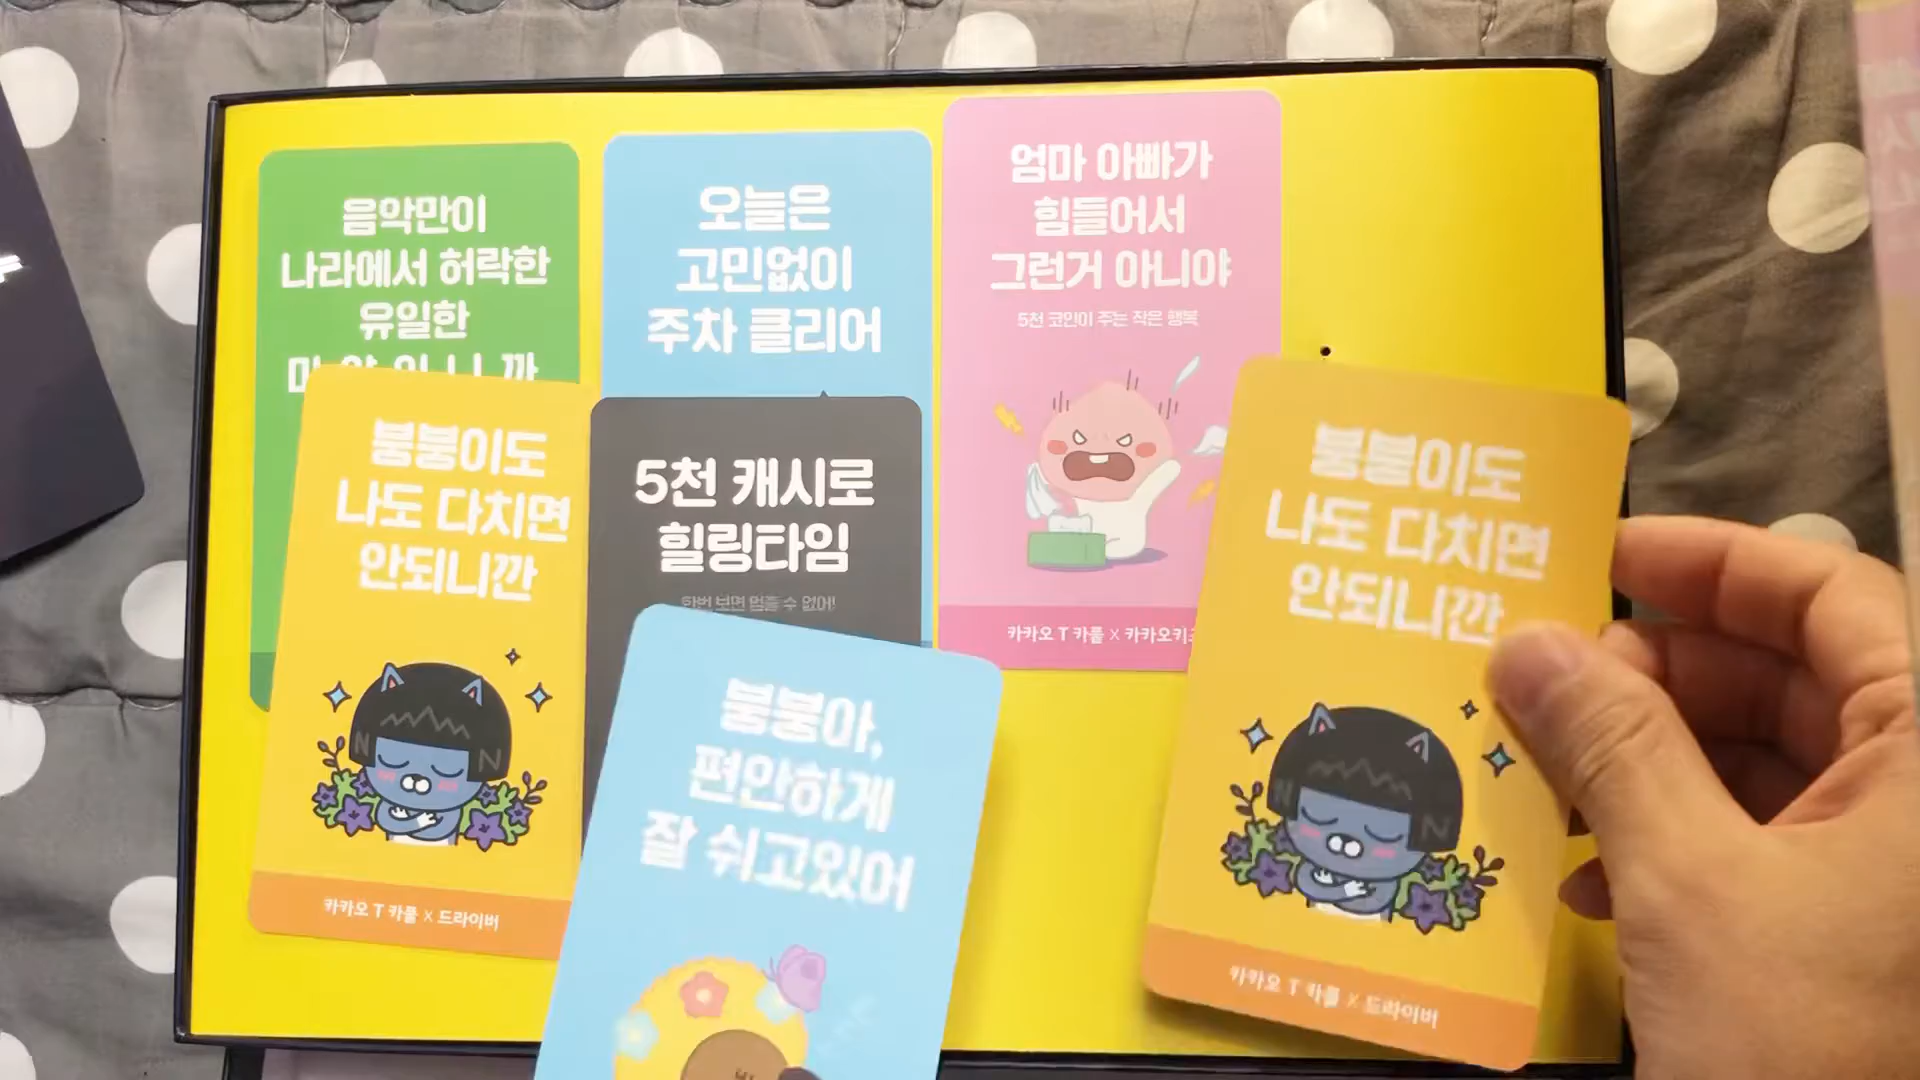 음악만이
나라에서 허락한
유일한
오늘은
고민없이
주차 클리어
엄마 아빠가
힘들어서
그런거 아니야
5천 코인이 주는 작은 행복
카카오 T 카풀 X 카카오키즈
붕붕이도
나도 다치면
안되니깐
카카오 T 카풀 X 드라이버
5천 캐시로
힐링타임
한번 보면 멈출 수 없어!
붕붕아,
편안하게
잘 쉬고있어
붕붕이도
나도 다치면
안되니깐
카카오 T 카풀 X 드라이버